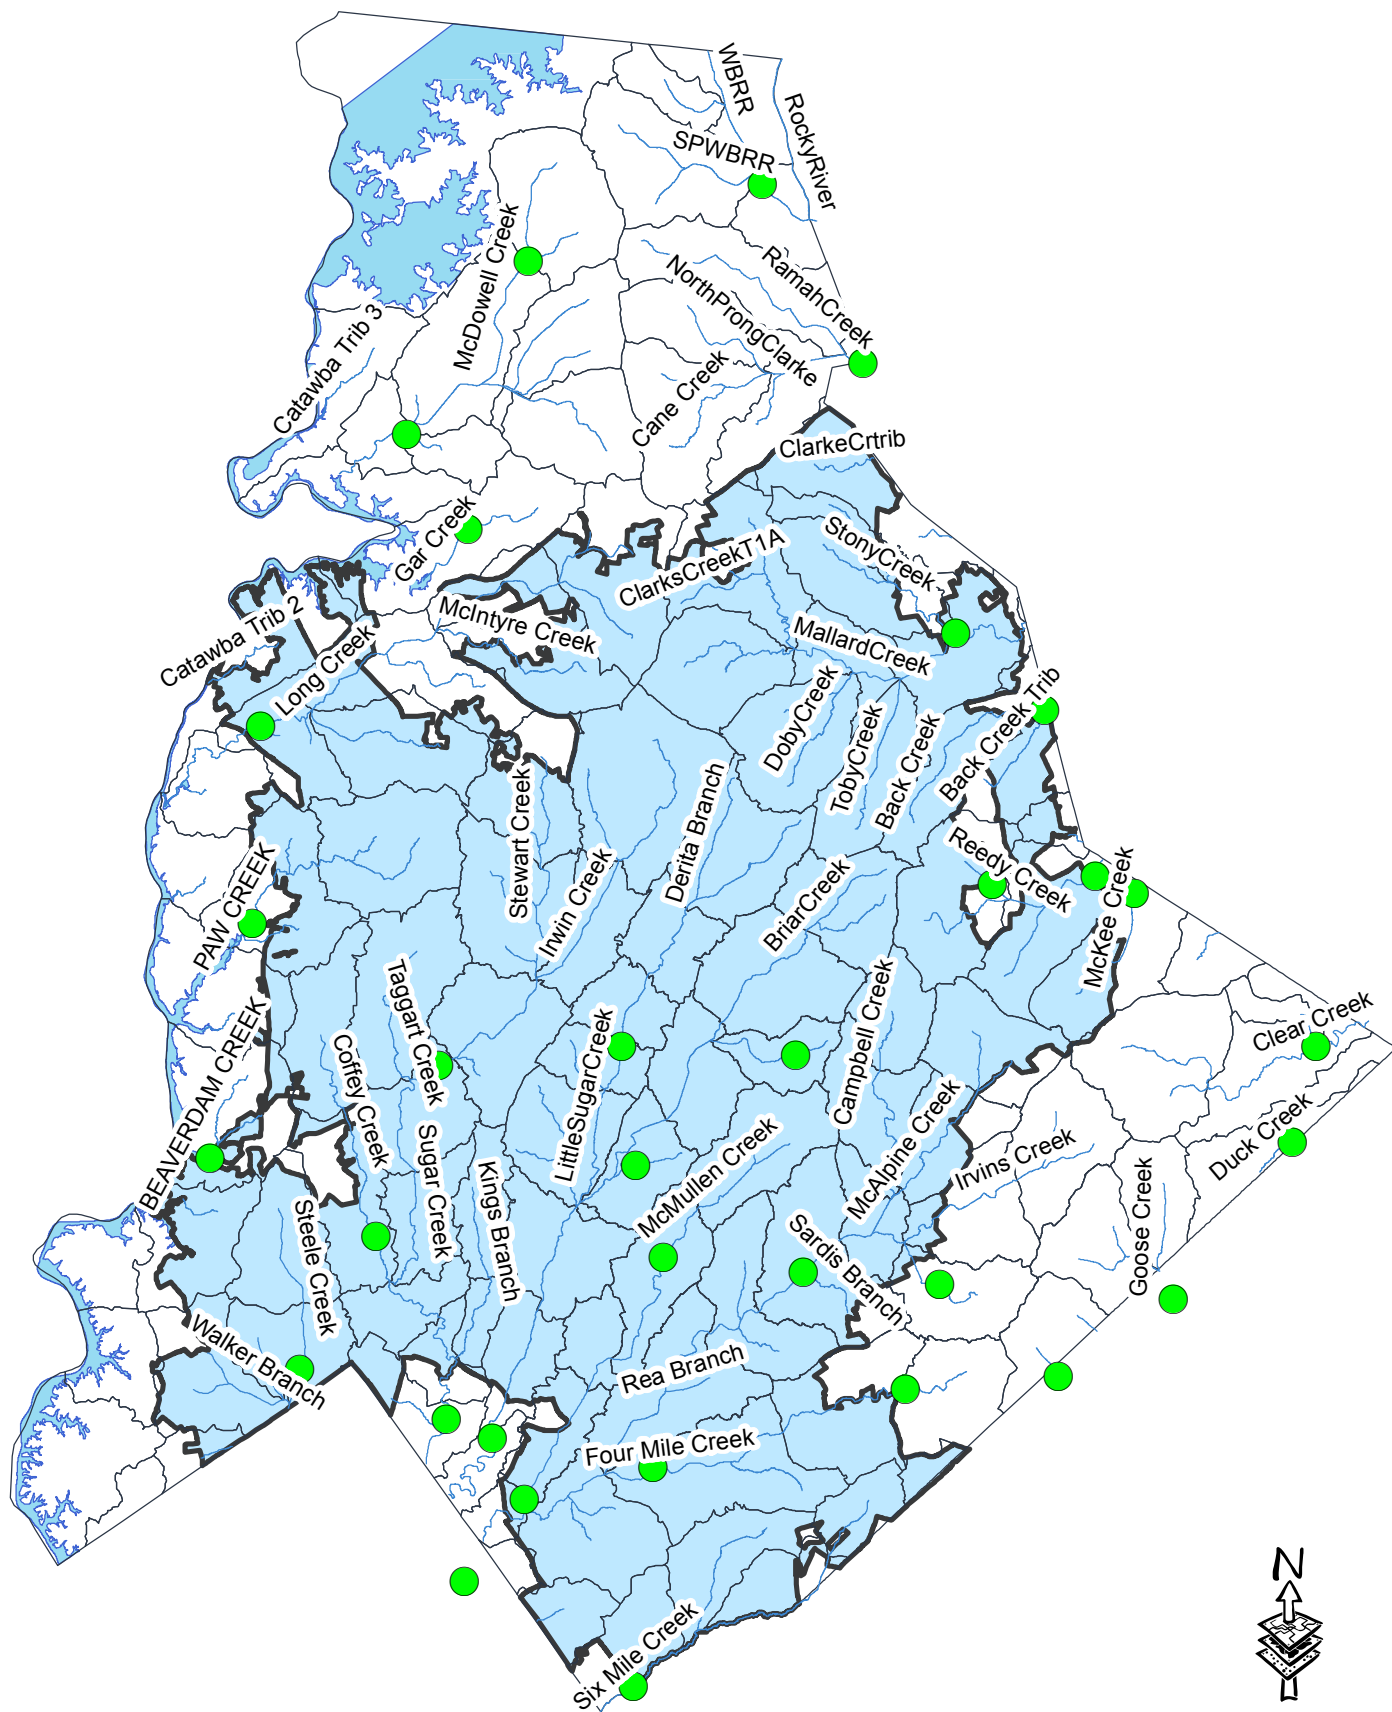 WBRR
RockyRiver
SPWBRR
McDowell Creek
RamahCreek
NorthProngClarke
Catawba Trib 3
Cane Creek
ClarkeCrtrib
Gar Creek
StonyCreek
ClarksCreekT1A
McIntyre Creek
Catawba Trib 2
Long Creek
MallardCreek
DobyCreek
TobyCreek
Back Creek
Back Creek Trib
Stewart Creek
Derita Branch
Irwin Creek
BriarCreek
Reedy Creek
McKee Creek
PAW CREEK
Taggart Creek
Campbell Creek
Clear Creek
BEAVERDAM CREEK
Coffey Creek
LittleSugarCreek
McAlpine Creek
Irvins Creek
Duck Creek
Goose Creek
Sugar Creek
Kings Branch
McMullen Creek
Steele Creek
Sardis Branch
Walker Branch
Rea Branch
Four Mile Creek
Six Mile Creek
N